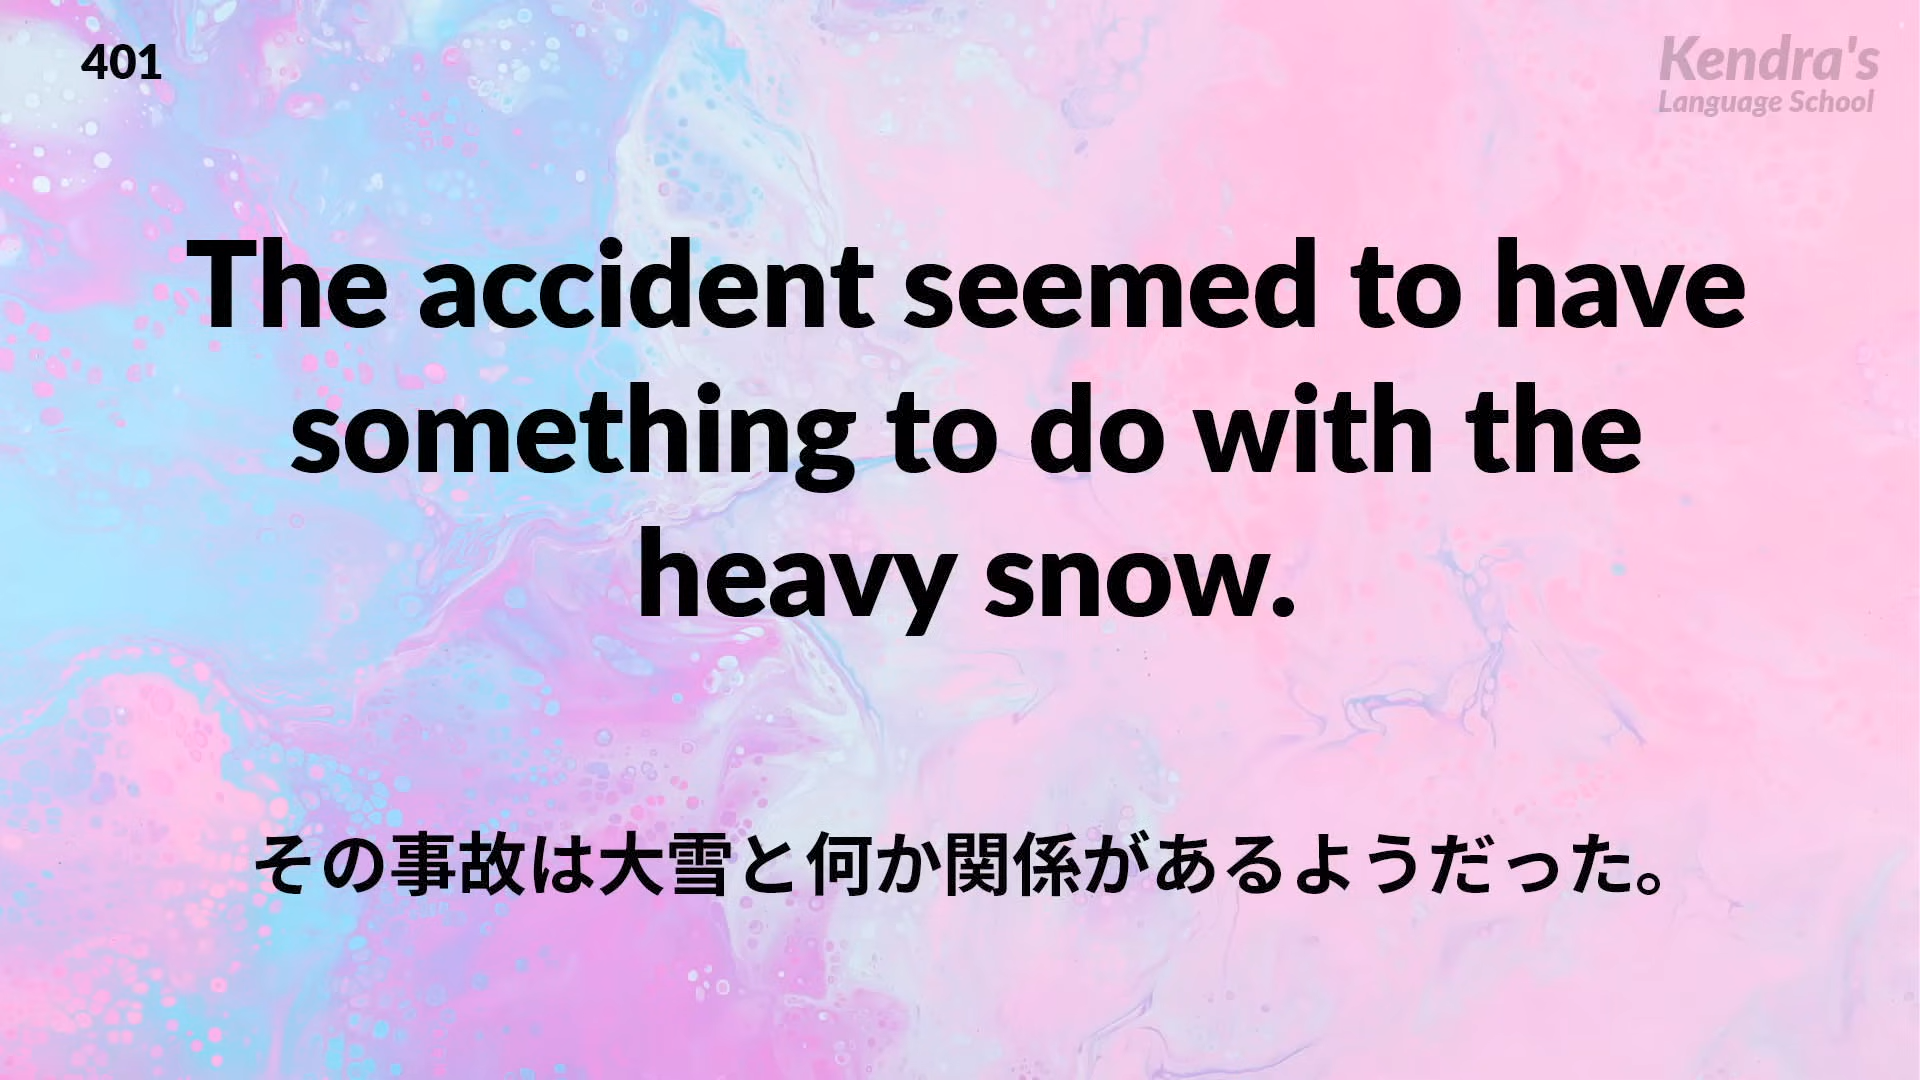 401
Kendra's
Language School
The accident seemed to have
something to do with the
heavy snow.
その事故は大雪と何か関係があるようだった。